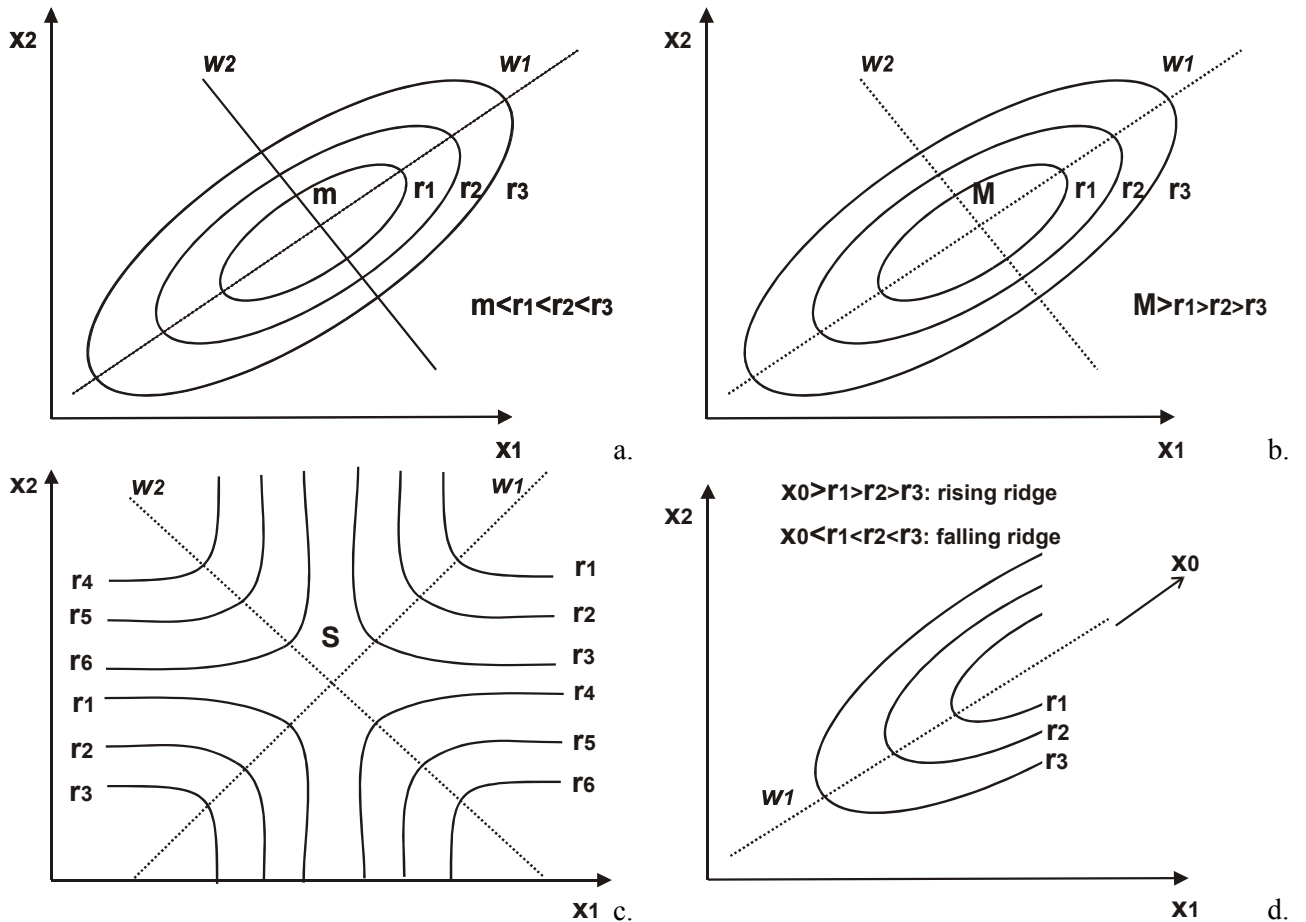 x2
w2
w1
m
r1
r2
r3
m<r1<r2<r3
x1
a.
x2
w2
w1
M
r1
r2
r3
M>r1>r2>r3
x1
b.
x2
w2
w1
r4
r1
r5
r2
S
r6
r3
r1
r4
r2
r5
r3
r6
x1
c.
x0>r1>r2>r3: rising ridge
x2
x0<r1<r2<r3: falling ridge
x0
r1
r2
r3
w1
x1
d.